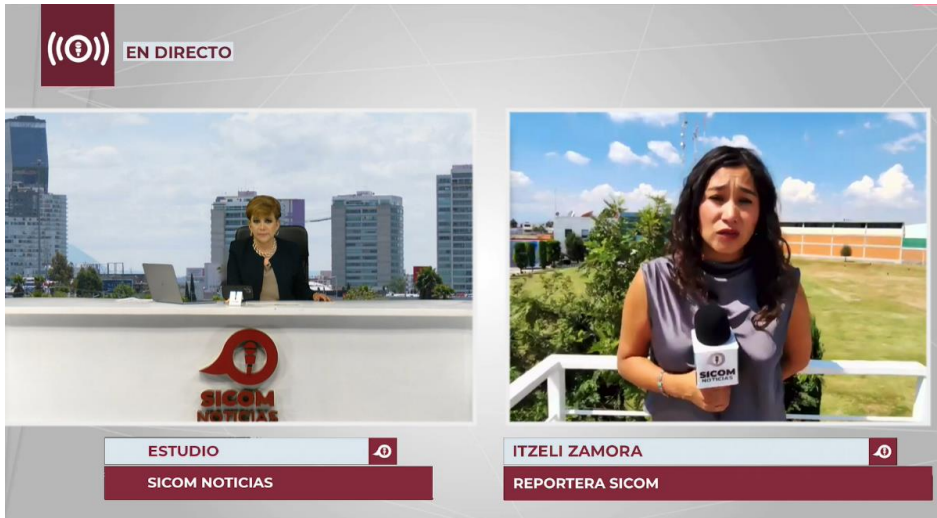 EN DIRECTO
SICOM
NOTICIAS
SICOM
NOTICIAS
ESTUDIO
SICOM NOTICIAS
ITZELI ZAMORA
REPORTERA SICOM